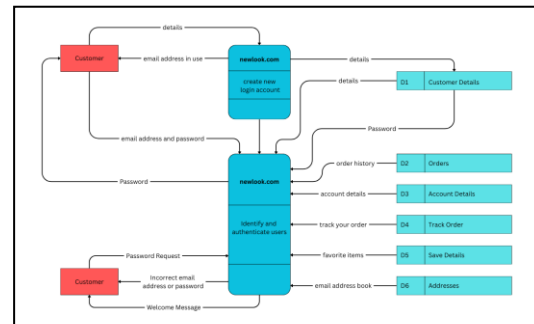 details
Customer
email address in use
newlook.com
create new
login account
details
details
D1 Customer Details
email address and password
Password
Password
newlook.com
Identify and
authenticate users
order history
D2 Orders
account details
D3 Account Details
track your order
D4 Track Order
favorite items
D5 Save Details
email address book
D6 Addresses
Password Request
Customer
Incorrect email
address or password
Welcome Message